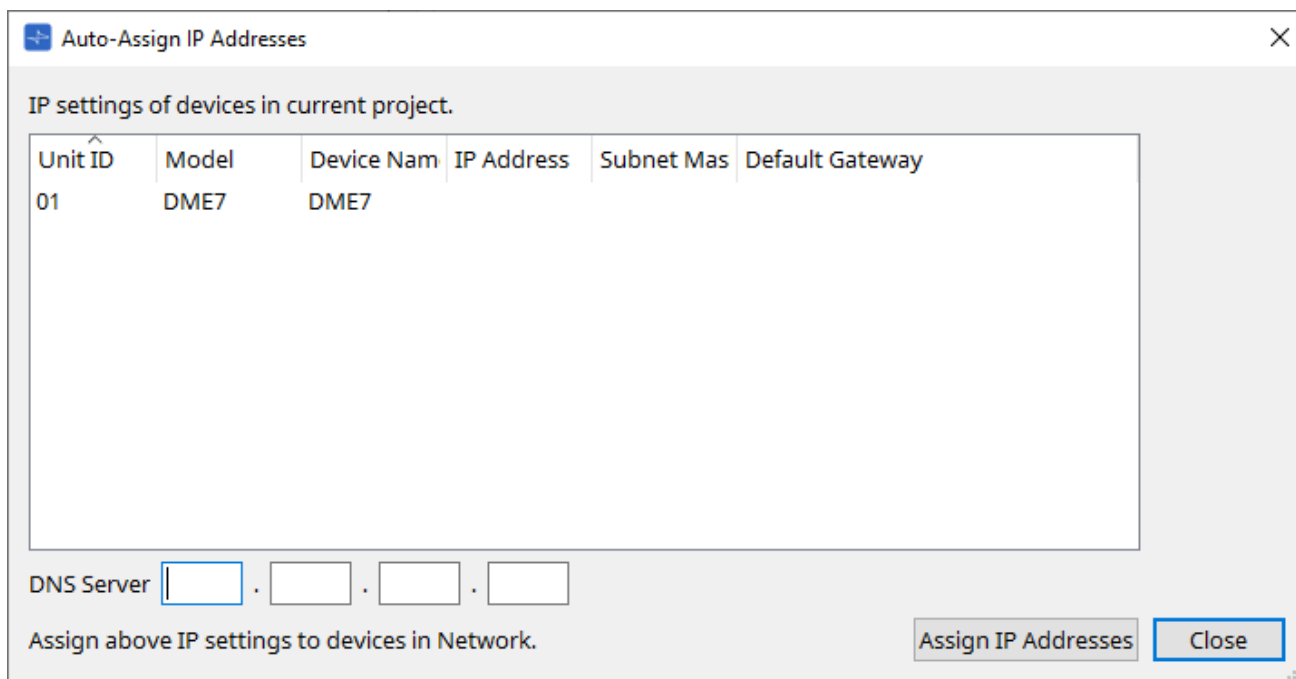 Auto-Assign IP Addresses
IP settings of devices in current project.
Unit ID Model Device Nam IP Address Subnet Mas Default Gateway
01 DME7 DME7
DNS Server . . .
Assign above IP settings to devices in Network. Assign IP Addresses Close